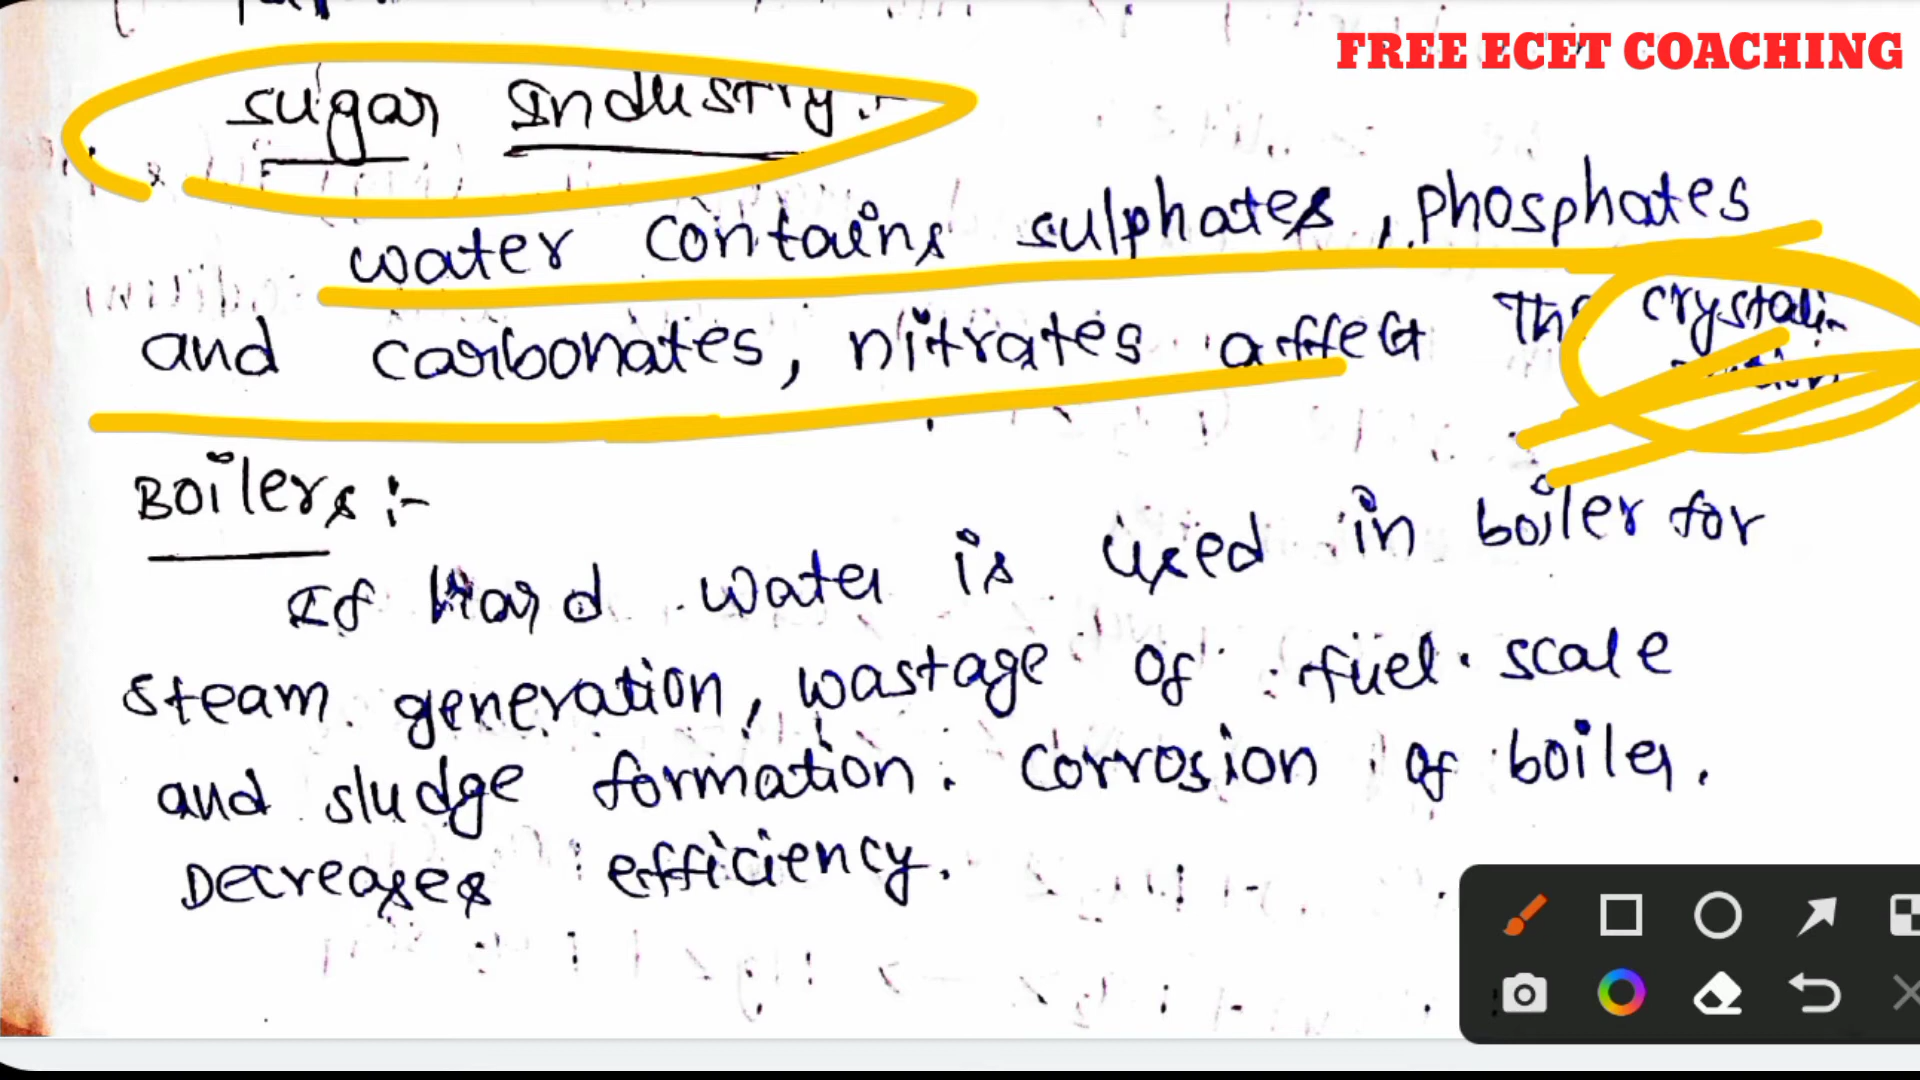 FREE ECET COACHING
Sugar Industry:-
water contains sulphates, phosphates
and carbonates, nitrates affect The crystali-
Boilers :-
If Hard water is used in boiler for
steam generation, wastage of fuel. scale
and sludge formation. Corrosion of boiler.
Decreases efficiency.